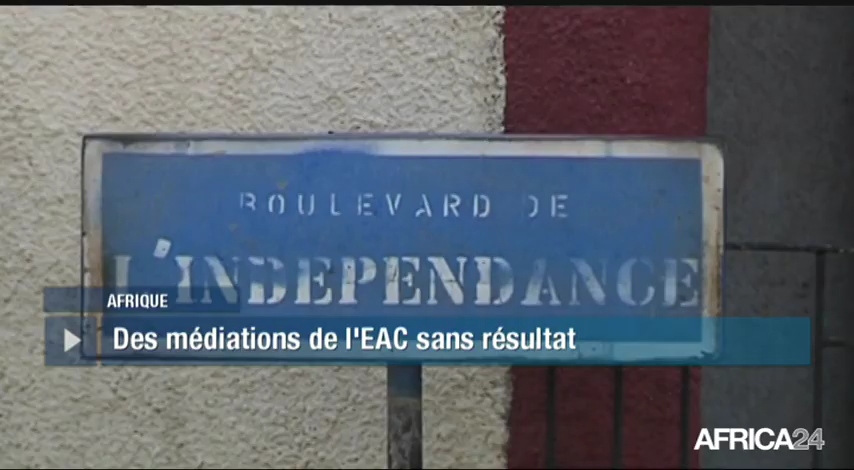 BOULEVARD DE
L'INDEPENDANCE
AFRIQUE
Des médiations de l'EAC sans résultat
AFRICA24